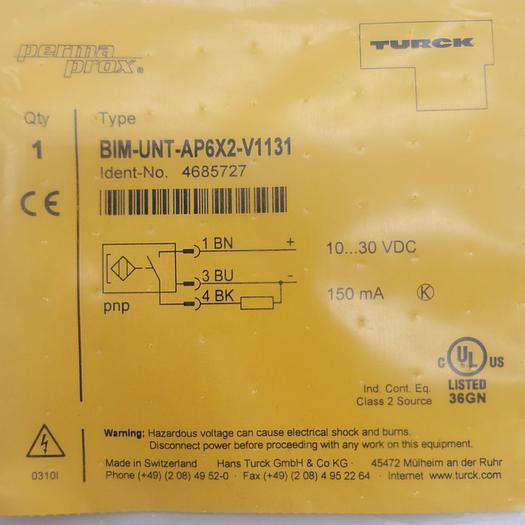 perma prox®
TURCK
Qty Type
1 BIM-UNT-AP6X2-V1131
Ident-No. 4685727
CE
1 BN + 10...30 VDC
3 BU -
4 BK 150 mA K
pnp
C UL US
LISTED
36GN
Ind. Cont. Eq.
Class 2 Source
Warning: Hazardous voltage can cause electrical shock and burns.
Disconnect power before proceeding with any work on this equipment.
0310I
Made in Switzerland Hans Turck GmbH & Co KG · 45472 Mülheim an der Ruhr
Phone (+49) (2 08) 49 52-0 · Fax (+49) (2 08) 4 95 22 64 · Internet www.turck.com